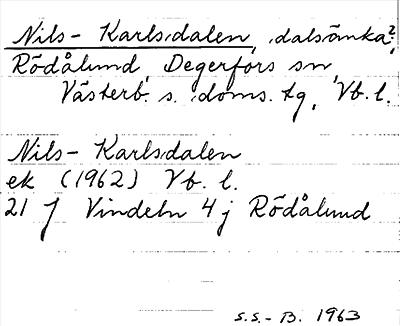 Nils-Karlsdalen, dalsänka?,
Rödålund, Degerfors sn,
Västerb:s. doms. tg, Vb. l.
Nils-Karlsdalen
ek (1962) Vb. l.
21 J Vindeln 4 j Rödålund
S.S.-B. 1963